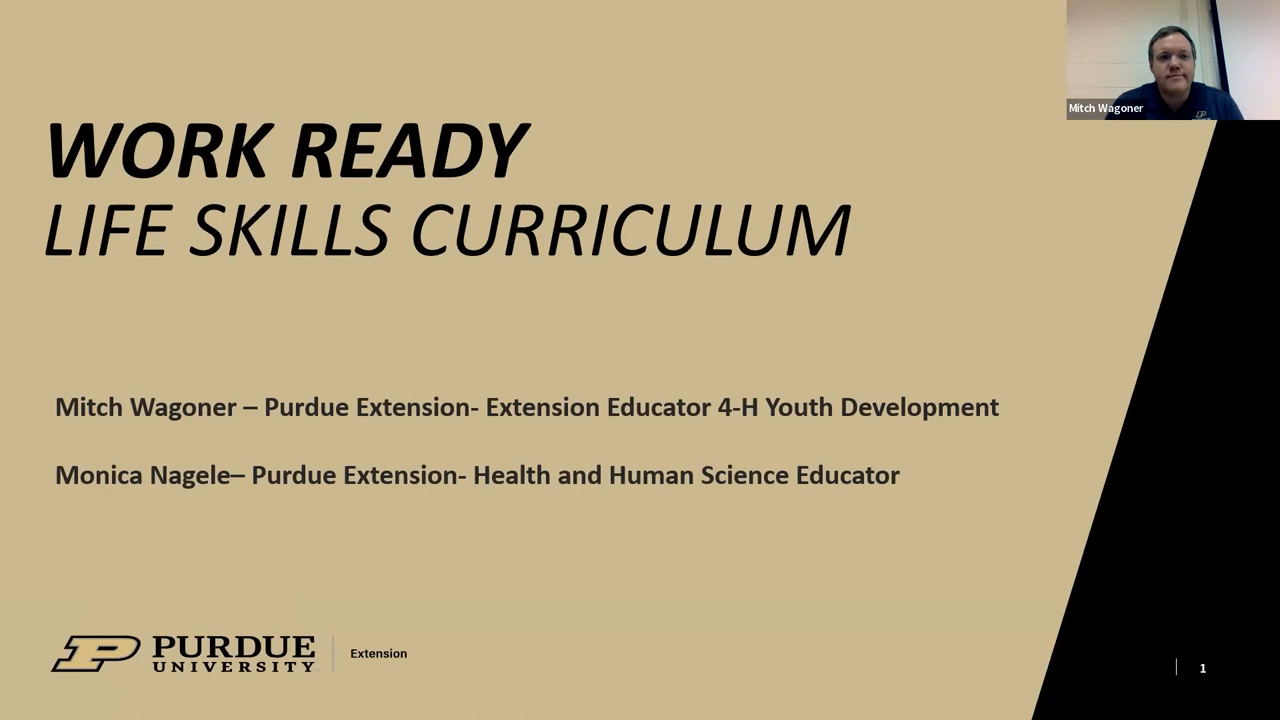 Mitch Wagoner
WORK READY
LIFE SKILLS CURRICULUM
Mitch Wagoner – Purdue Extension- Extension Educator 4-H Youth Development
Monica Nagele– Purdue Extension- Health and Human Science Educator
P PURDUE
UNIVERSITY
Extension
1